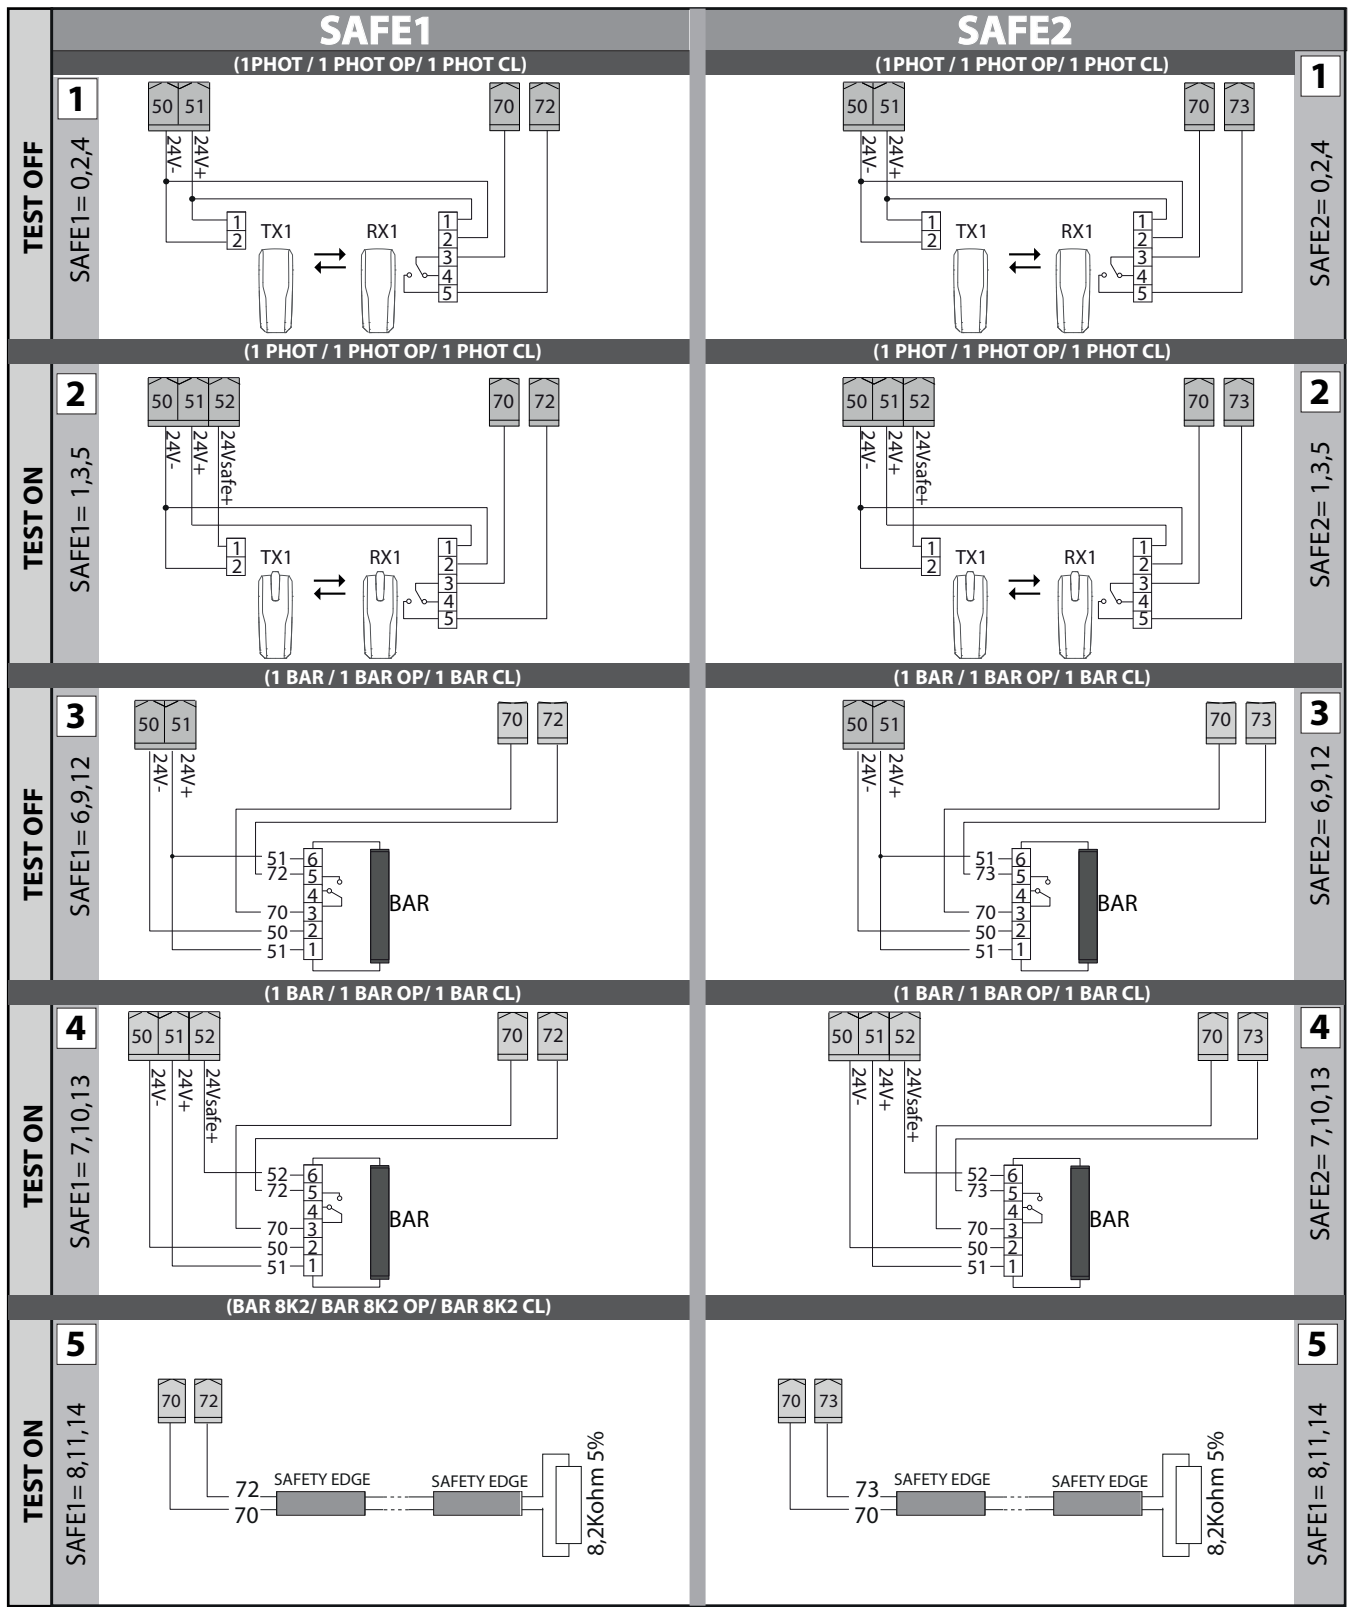 SAFE1
SAFE2
TEST OFF
(1PHOT / 1 PHOT OP/ 1 PHOT CL)
(1PHOT / 1 PHOT OP/ 1 PHOT CL)
1
SAFE1= 0,2,4
50 51 70 72
24V-
24V+
1
2
TX1
RX1
1
2
3
4
5
50 51 70 73
24V-
24V+
1
2
TX1
RX1
1
2
3
4
5
1
SAFE2= 0,2,4
TEST ON
(1 PHOT / 1 PHOT OP/ 1 PHOT CL)
(1 PHOT / 1 PHOT OP/ 1 PHOT CL)
2
SAFE1= 1,3,5
50 51 52 70 72
24V-
24V+
24Vsafe+
1
2
TX1
RX1
1
2
3
4
5
50 51 52 70 73
24V-
24V+
24Vsafe+
1
2
TX1
RX1
1
2
3
4
5
2
SAFE2= 1,3,5
TEST OFF
(1 BAR / 1 BAR OP/ 1 BAR CL)
(1 BAR / 1 BAR OP/ 1 BAR CL)
3
SAFE1= 6,9,12
50 51 70 72
24V-
24V+
51 6
72 5
4
70 3
50 2
51 1
BAR
50 51 70 73
24V-
24V+
51 6
73 5
4
70 3
50 2
51 1
BAR
3
SAFE2= 6,9,12
TEST ON
(1 BAR / 1 BAR OP/ 1 BAR CL)
(1 BAR / 1 BAR OP/ 1 BAR CL)
4
SAFE1= 7,10,13
50 51 52 70 72
24V-
24V+
24Vsafe+
52 6
72 5
4
70 3
50 2
51 1
BAR
50 51 52 70 73
24V-
24V+
24Vsafe+
52 6
73 5
4
70 3
50 2
51 1
BAR
4
SAFE2= 7,10,13
TEST ON
(BAR 8K2/ BAR 8K2 OP/ BAR 8K2 CL)
5
SAFE1= 8,11,14
70 72
72
70
SAFETY EDGE
SAFETY EDGE
8,2Kohm 5%
70 73
73
70
SAFETY EDGE
SAFETY EDGE
8,2Kohm 5%
5
SAFE1= 8,11,14